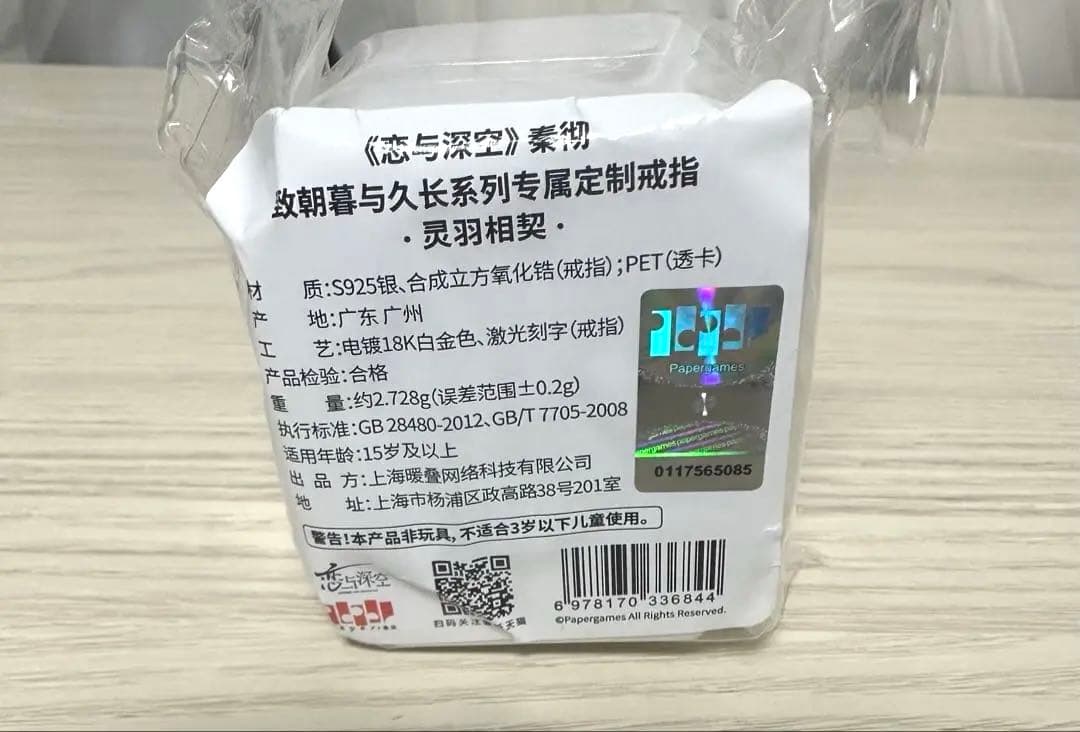 《恋与深空》秦彻
致朝暮与久长系列专属定制戒指
·灵羽相契·
材 质:S925银、合成立方氧化锆(戒指);PET(透卡)
产 地:广东 广州
工 艺:电镀18K白金色、激光刻字(戒指)
产品检验:合格
重 量:约2.728g(误差范围±0.2g)
执行标准:GB 28480-2012、GB/T 7705-2008
适用年龄:15岁及以上
出 品 方:上海暖叠网络科技有限公司
地 址:上海市杨浦区政高路38号201室
警告!本产品非玩具,不适合3岁以下儿童使用。
Papergames
papergames papergames
0117565085
恋与深空
扫码关注 天猫
6 978170 336844
©Papergames All Rights Reserved.